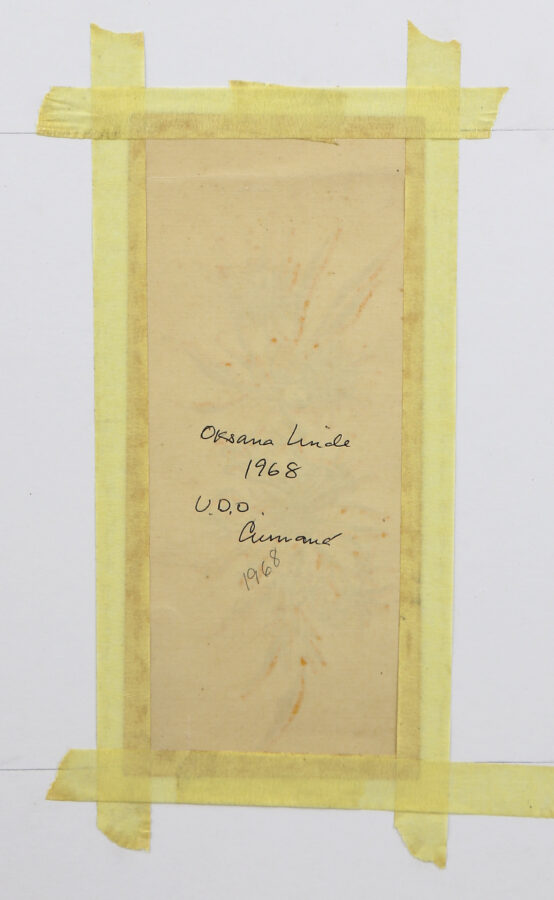 Oksana Linde
1968
U.D.O.
Cumaná
1968